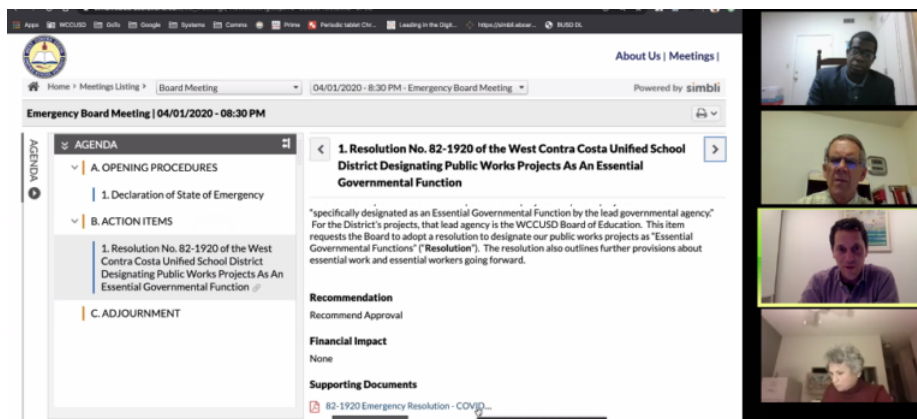 Apps
WCCUSD
GoTo
Google
Systems
Comms
Prime
Periodic tablet Chr...
Leading in the Digit...
https://simbli.eboar...
BUSD DL
About Us | Meetings |
Home > Meetings Listing > Board Meeting
04/01/2020 - 8:30 PM - Emergency Board Meeting
Powered by simbli
Emergency Board Meeting | 04/01/2020 - 08:30 PM
AGENDA
AGENDA
A. OPENING PROCEDURES
1. Declaration of State of Emergency
B. ACTION ITEMS
1. Resolution No. 82-1920 of the West
Contra Costa Unified School District
Designating Public Works Projects As An
Essential Governmental Function
C. ADJOURNMENT
1. Resolution No. 82-1920 of the West Contra Costa Unified School
District Designating Public Works Projects As An Essential
Governmental Function
"specifically designated as an Essential Governmental Function by the lead governmental agency."
For the District's projects, that lead agency is the WCCUSD Board of Education. This item
requests the Board to adopt a resolution to designate our public works projects as "Essential
Governmental Functions" ("Resolution"). The resolution also outlines further provisions about
essential work and essential workers going forward.
Recommendation
Recommend Approval
Financial Impact
None
Supporting Documents
82-1920 Emergency Resolution - COVID...